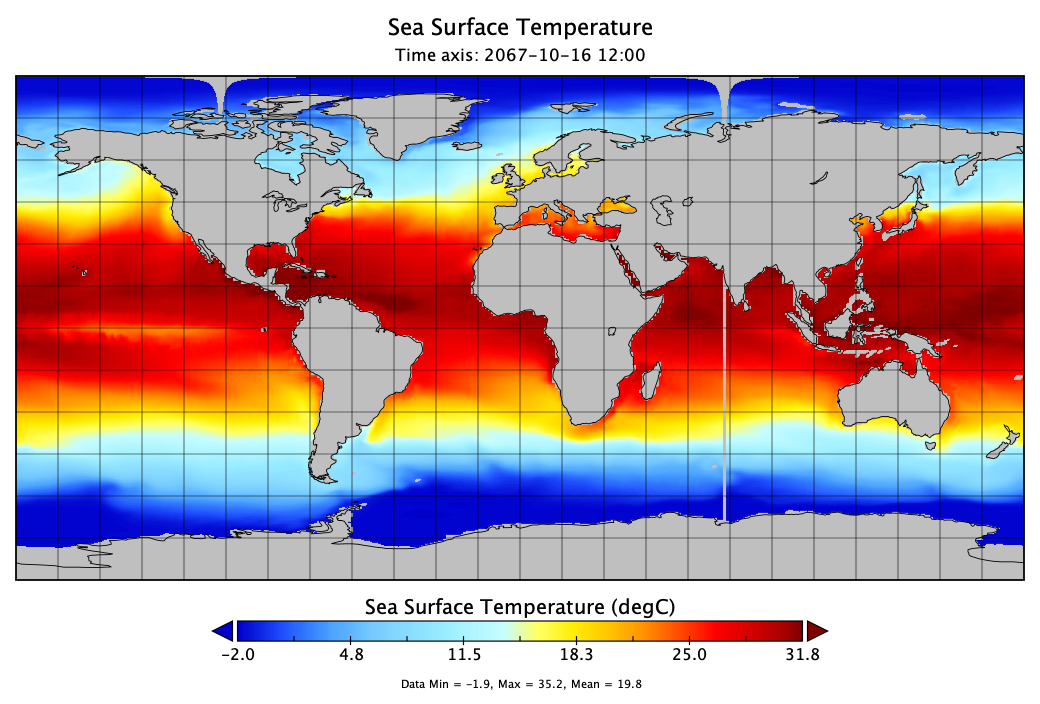 Sea Surface Temperature
Time axis: 2067-10-16 12:00
Sea Surface Temperature (degC)
-2.0 4.8 11.5 18.3 25.0 31.8
Data Min = -1.9, Max = 35.2, Mean = 19.8